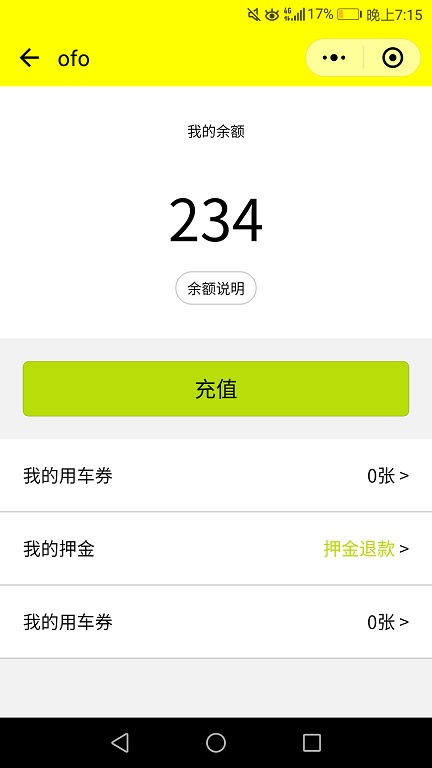 4G 17% 晚上7:15
ofo
我的余额
234
余额说明
充值
我的用车券 0张 >
我的押金 押金退款 >
我的用车券 0张 >